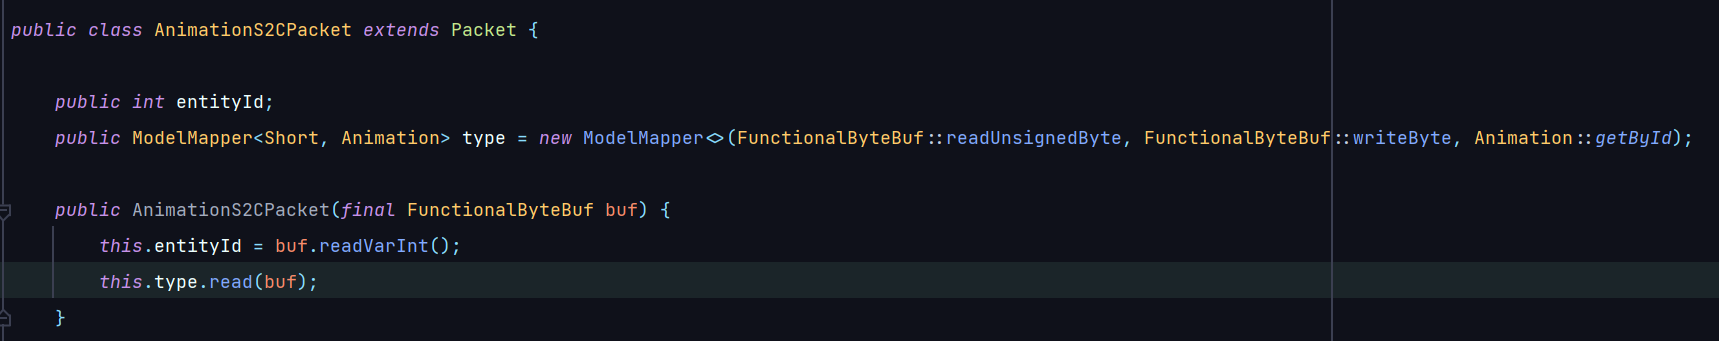 public class AnimationS2CPacket extends Packet {
public int entityId;
public ModelMapper<Short, Animation> type = new ModelMapper<>(FunctionalByteBuf::readUnsignedByte, FunctionalByteBuf::writeByte, Animation::getById);
public AnimationS2CPacket(final FunctionalByteBuf buf) {
this.entityId = buf.readVarInt();
this.type.read(buf);
}